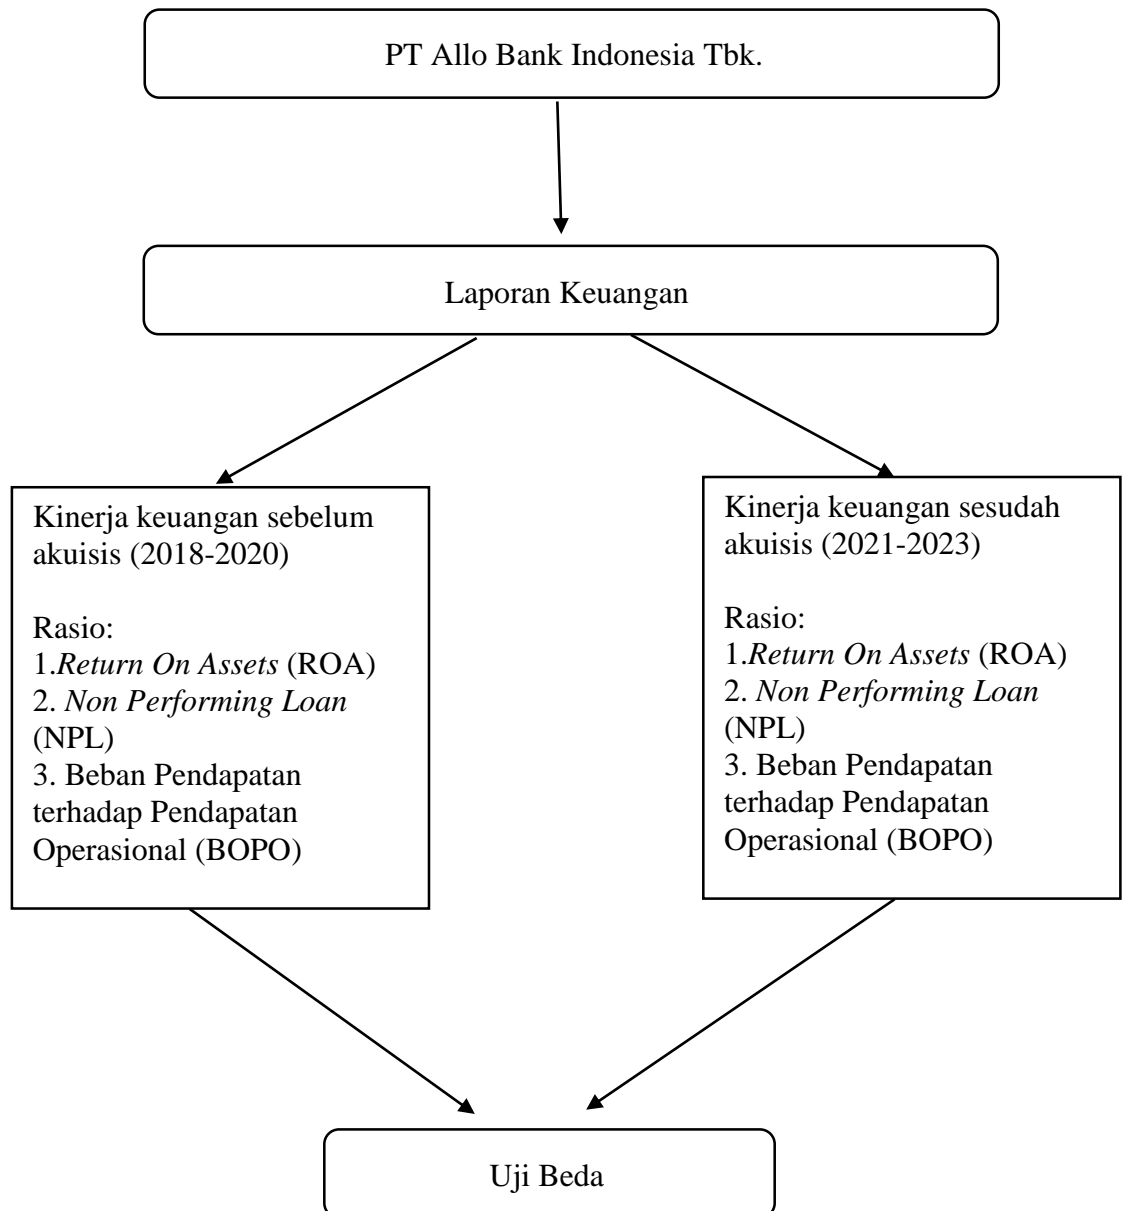 PT Allo Bank Indonesia Tbk.
Laporan Keuangan
Kinerja keuangan sebelum
akuisis (2018-2020)
Rasio:
1.Return On Assets (ROA)
2. Non Performing Loan
(NPL)
3. Beban Pendapatan
terhadap Pendapatan
Operasional (BOPO)
Kinerja keuangan sesudah
akuisis (2021-2023)
Rasio:
1.Return On Assets (ROA)
2. Non Performing Loan
(NPL)
3. Beban Pendapatan
terhadap Pendapatan
Operasional (BOPO)
Uji Beda